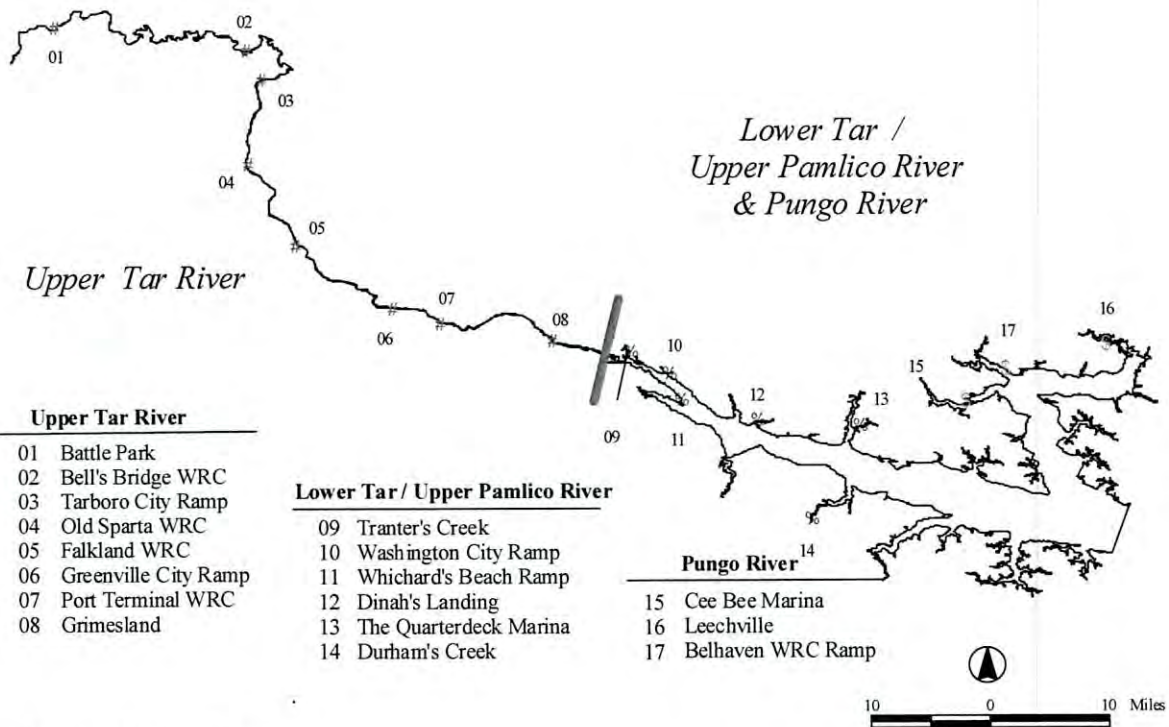 01
02
03
04
05
06
07
08
09
10
11
12
13
14
15
16
17
Lower Tar /
Upper Pamlico River
& Pungo River
Upper Tar River
Upper Tar River
01 Battle Park
02 Bell's Bridge WRC
03 Tarboro City Ramp
04 Old Sparta WRC
05 Falkland WRC
06 Greenville City Ramp
07 Port Terminal WRC
08 Grimesland
Lower Tar / Upper Pamlico River
09 Tranter's Creek
10 Washington City Ramp
11 Whichard's Beach Ramp
12 Dinah's Landing
13 The Quarterdeck Marina
14 Durham's Creek
Pungo River
15 Cee Bee Marina
16 Leechville
17 Belhaven WRC Ramp
10 0 10 Miles